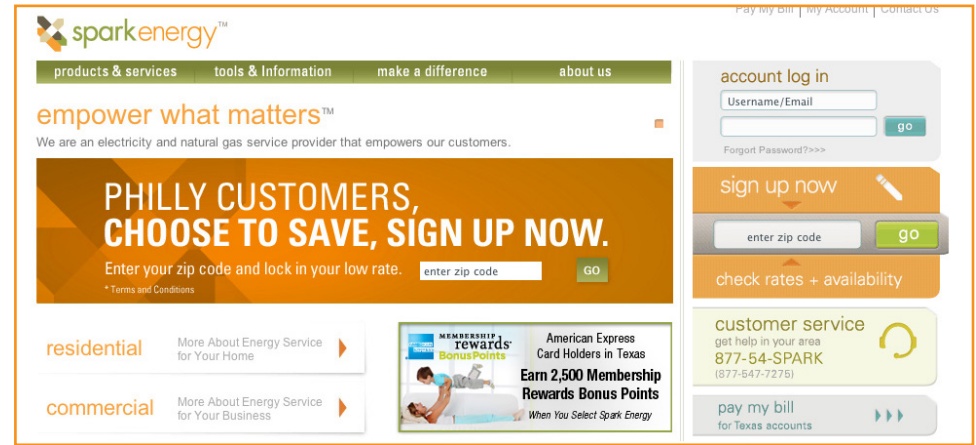 Pay My Bill | My Account | Contact Us
sparkenergy™
products & services tools & Information make a difference about us
empower what matters™
We are an electricity and natural gas service provider that empowers our customers.
PHILLY CUSTOMERS,
CHOOSE TO SAVE, SIGN UP NOW.
Enter your zip code and lock in your low rate. enter zip code GO
* Terms and Conditions
residential
More About Energy Service
for Your Home
commercial
More About Energy Service
for Your Business
MEMBERSHIP
rewards®
BonusPoints
American Express
Card Holders in Texas
Earn 2,500 Membership
Rewards Bonus Points
When You Select Spark Energy
account log in
Username/Email
go
Forgort Password?>>>
sign up now
enter zip code go
check rates + availability
customer service
get help in your area
877-54-SPARK
(877-547-7275)
pay my bill
for Texas accounts